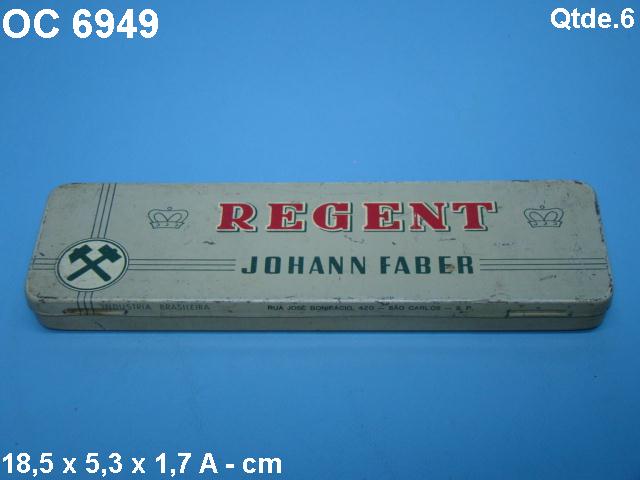 OC 6949
Qtde.6
REGENT
JOHANN FABER
INDUSTRIA BRASILEIRA
RUA JOSÉ BONIFACIO, 420 — SÃO CARLOS — S. P.
18,5 x 5,3 x 1,7 A - cm